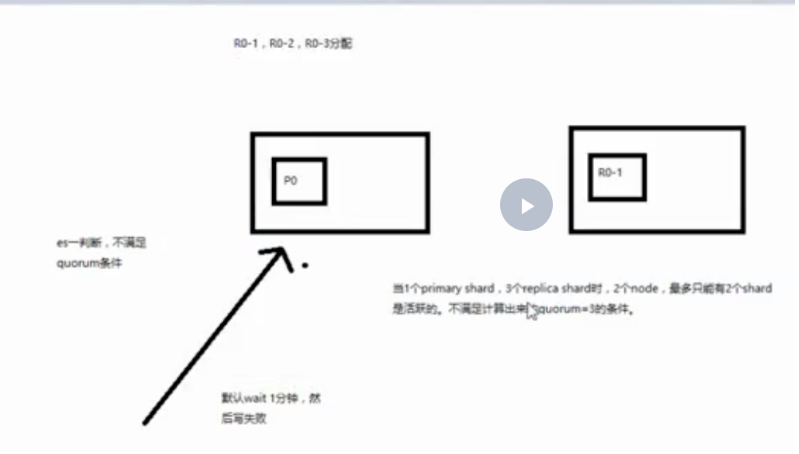 R0-1，R0-2，R0-3分配
P0
R0-1
es一判断，不满足
quorum条件
当1个primary shard，3个replica shard时，2个node，最多只能有2个shard
是活跃的。不满足计算出来quorum=3的条件。
默认wait 1分钟，然
后写失败